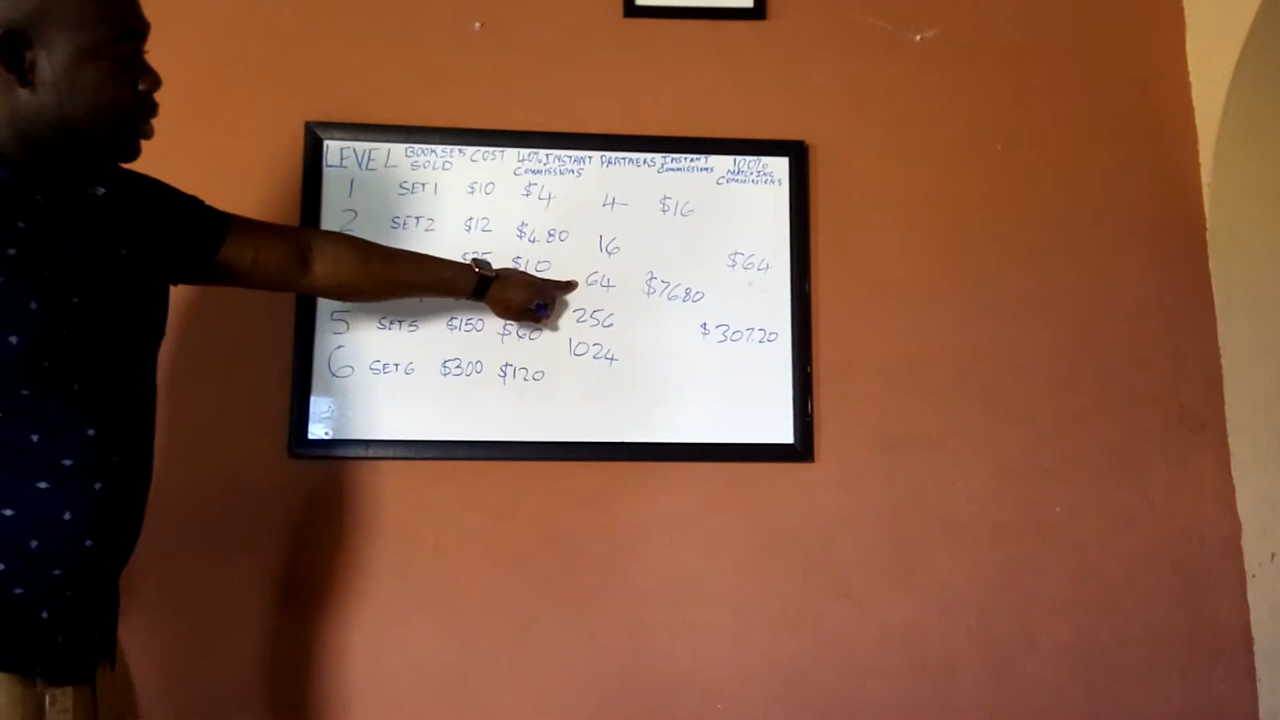 LEVEL BOOKSETS SOLD COST 40% INSTANT COMMISSIONS PARTNERS INSTANT COMMISSIONS 100% MATCHING COMMISSIONS
1 SET 1 $10 $4 4 $16
2 SET 2 $12 $4.80 16 $64
$25 $10 64 $76.80
256 $307.20
5 SET 5 $150 $60 1024
6 SET 6 $300 $120